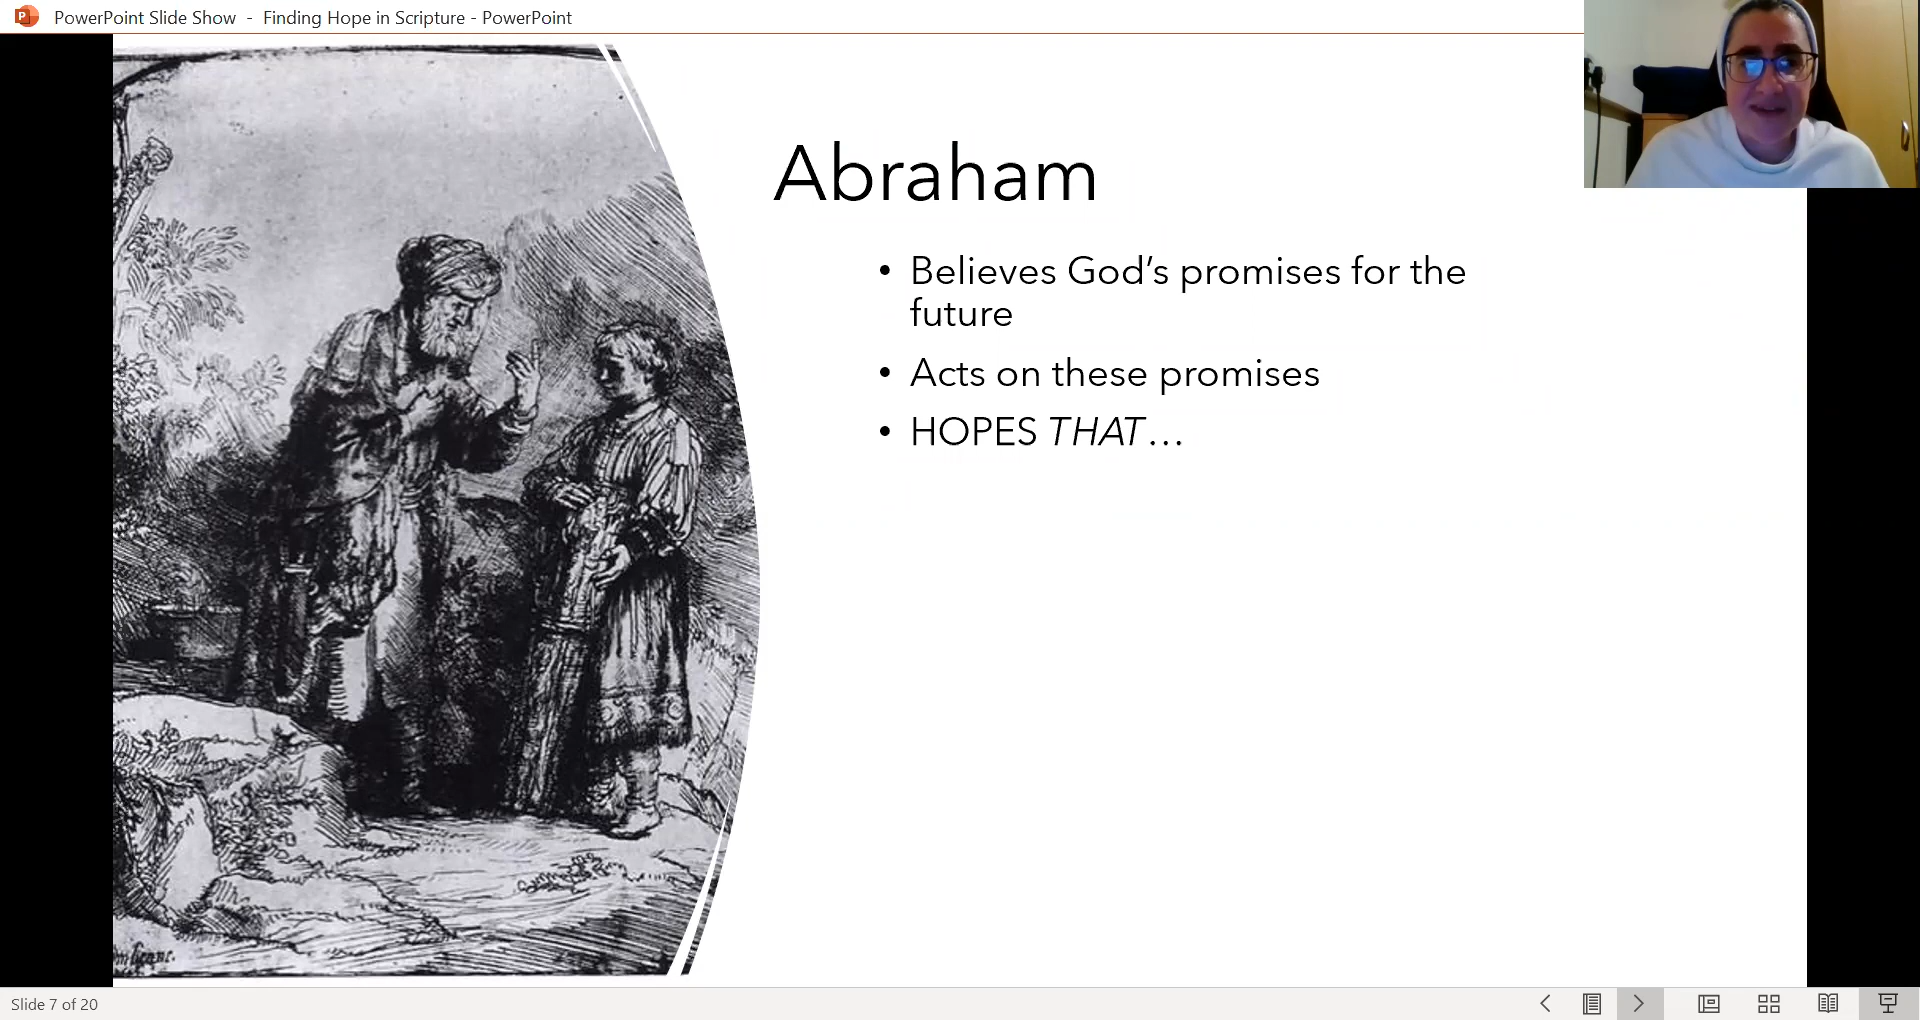 PowerPoint Slide Show - Finding Hope in Scripture - PowerPoint
Abraham
• Believes God’s promises for the
future
• Acts on these promises
• HOPES THAT…
Slide 7 of 20